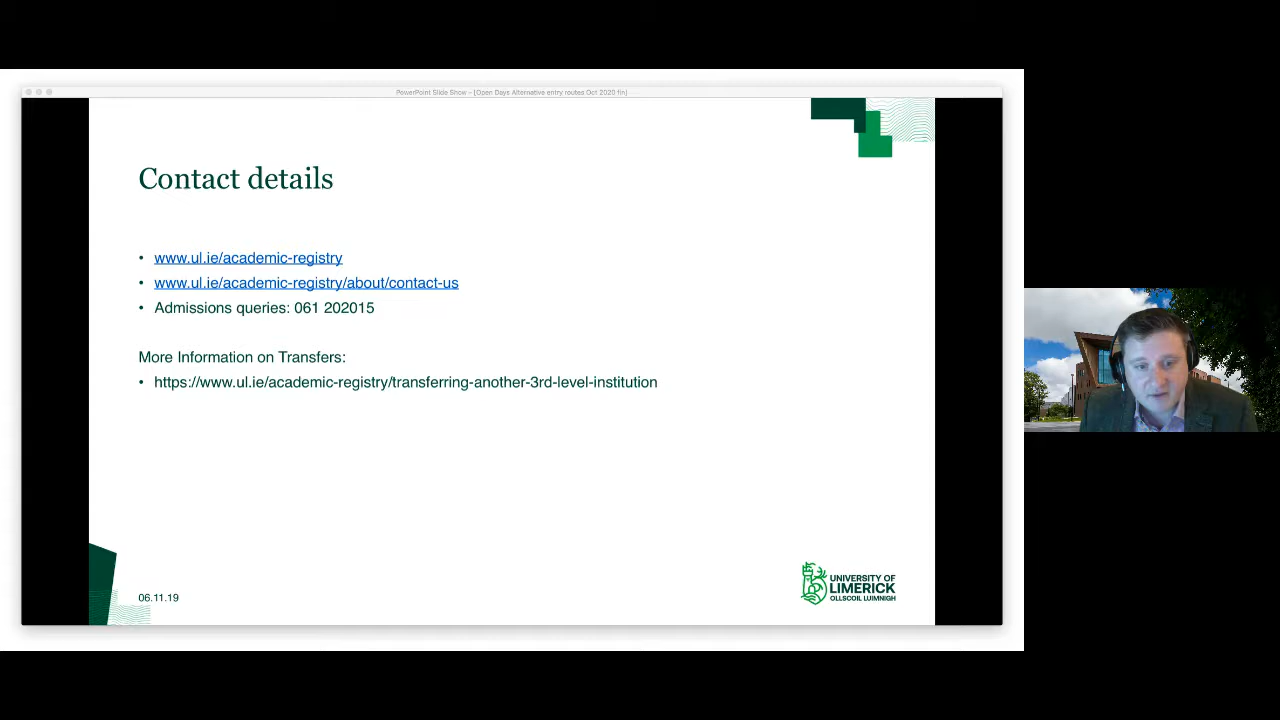 PowerPoint Slide Show – [Open Days Alternative entry routes Oct 2020 fin]
Contact details
• www.ul.ie/academic-registry
• www.ul.ie/academic-registry/about/contact-us
• Admissions queries: 061 202015
More Information on Transfers:
• https://www.ul.ie/academic-registry/transferring-another-3rd-level-institution
06.11.19
UNIVERSITY OF
LIMERICK
OLLSCOIL LUIMNIGH